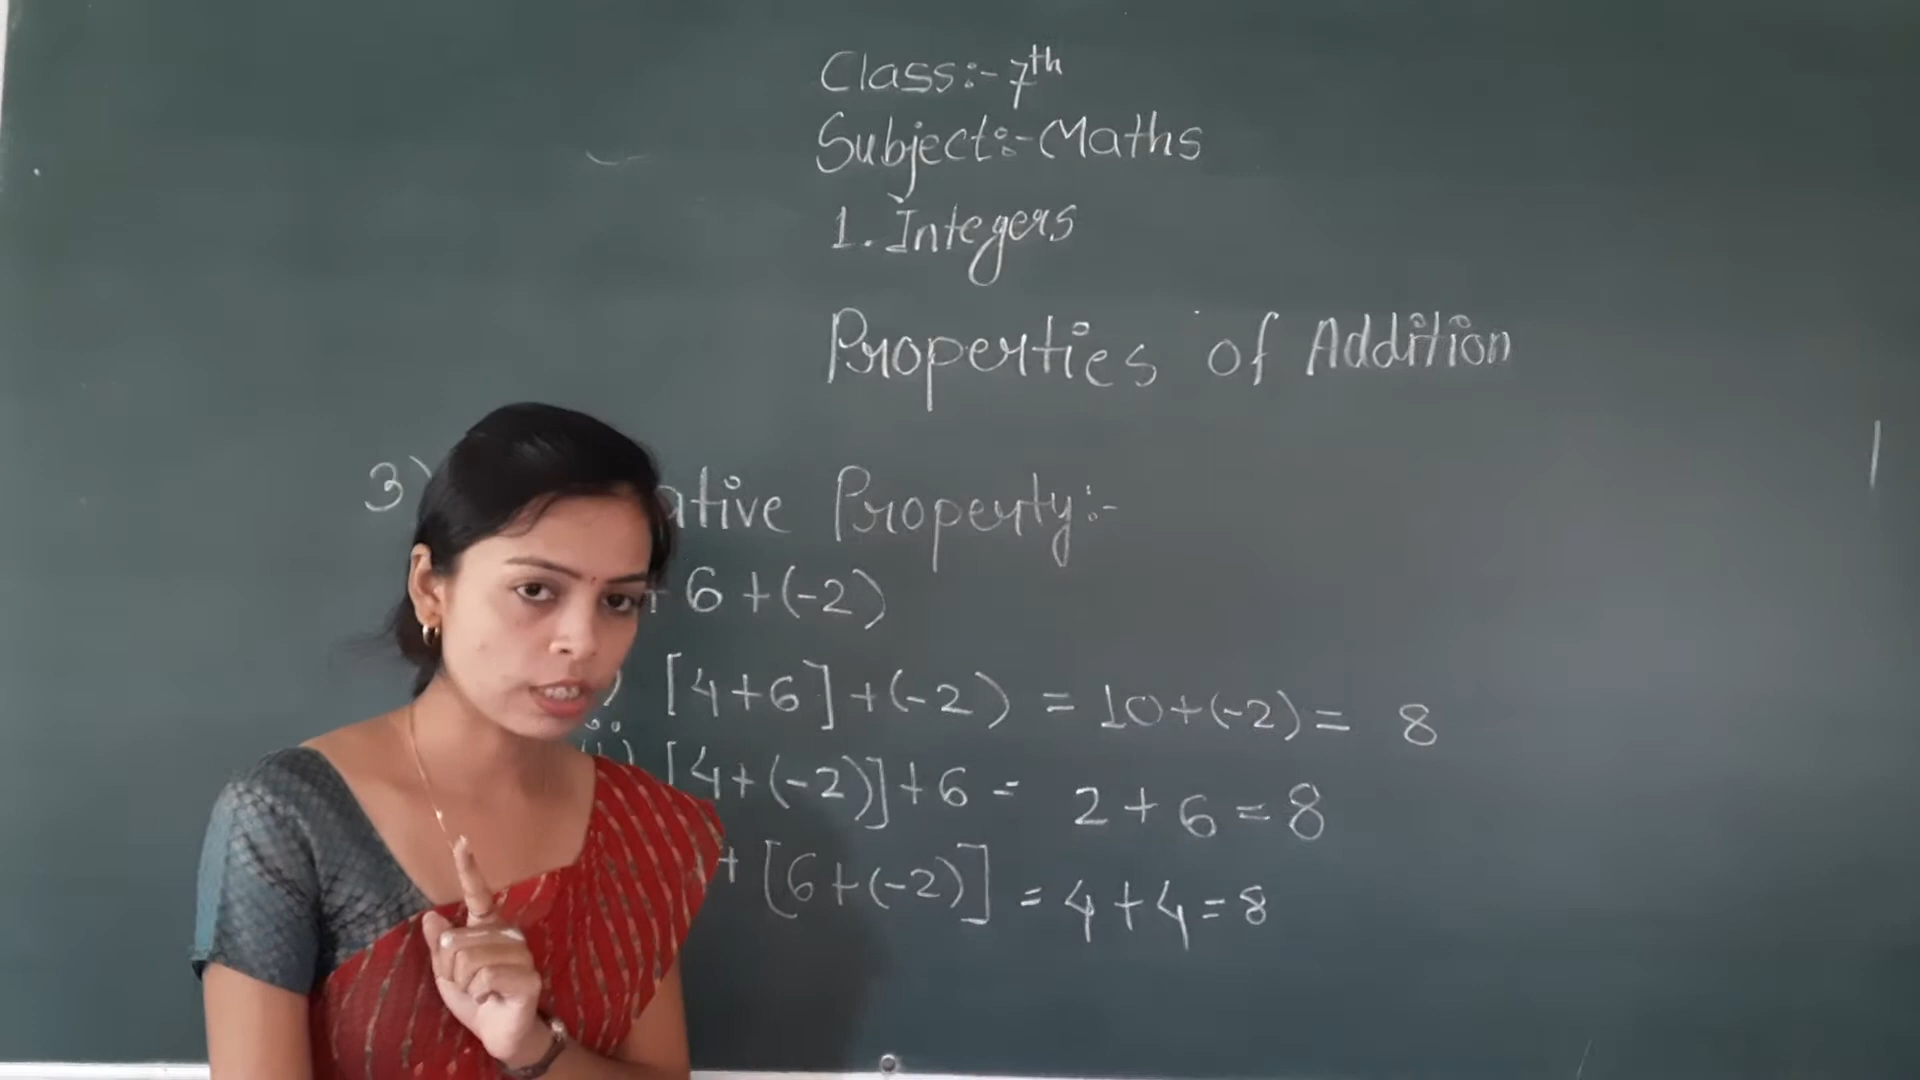 Class:- 7th
Subject:- Maths
1. Integers
Properties of Addition
3) ative Property:-
+ 6 + (-2)
) [4+6] + (-2) = 10+(-2) = 8
(ii) [4+(-2)]+6 = 2+6=8
+ [6+(-2)] = 4+4=8